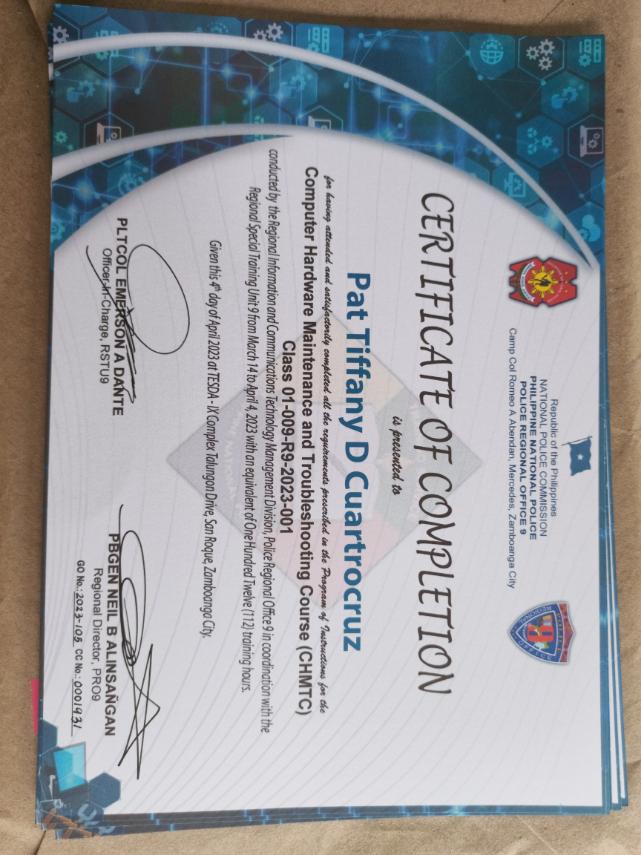 Republic of the Philippines
NATIONAL POLICE COMMISSION
PHILIPPINE NATIONAL POLICE
POLICE REGIONAL OFFICE 9
Camp Col Romeo A Abendan, Mercedes, Zamboanga City
CERTIFICATE OF COMPLETION
is presented to
Pat Tiffany D Cuartrocruz
for having attended and satisfactorily completed all the requirements prescribed in the Program of Instructions for the
Computer Hardware Maintenance and Troubleshooting Course (CHMTC)
Class 01-009-R9-2023-001
conducted by the Regional Information and Communications Technology Management Division, Police Regional Office 9 in coordination with the
Regional Special Training Unit 9 from March 14 to April 4, 2023 with an equivalent of One Hundred Twelve (112) training hours.
Given this 4th day of April 2023 at TESDA - IX Complex Talungon Drive, San Roque, Zamboanga City.
PLTCOL EMERSON A DANTE
Officer-In-Charge, RSTU9
PBGEN NEIL B ALINSAÑGAN
Regional Director, PRO9
GO No.: 2023-105 CC No.: 0001931